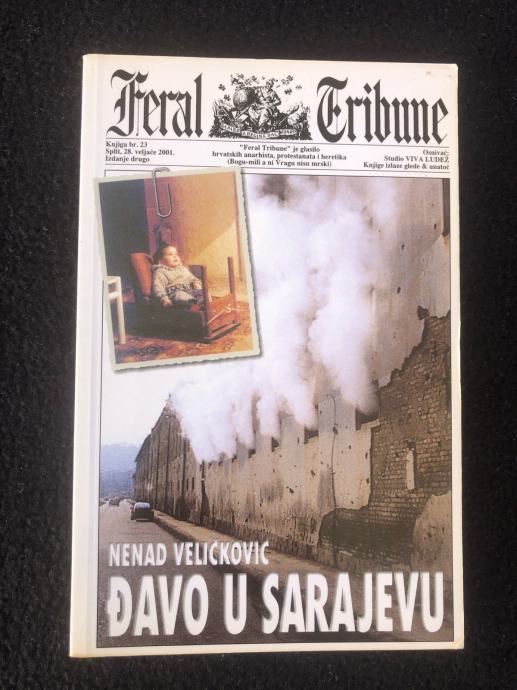 Feral Tribune
Knjiga br. 23
Split, 28. veljače 2001.
Izdanje drugo
"Feral Tribune" je glasilo
hrvatskih anarhista, protestanata i heretika
(Bogu-mili a ni Vragu nisu mrski)
Osnivač:
Studio VIVA LUDEŽ
Knjige izlaze glede & unatoč
NENAD VELIČKOVIĆ
ĐAVO U SARAJEVU